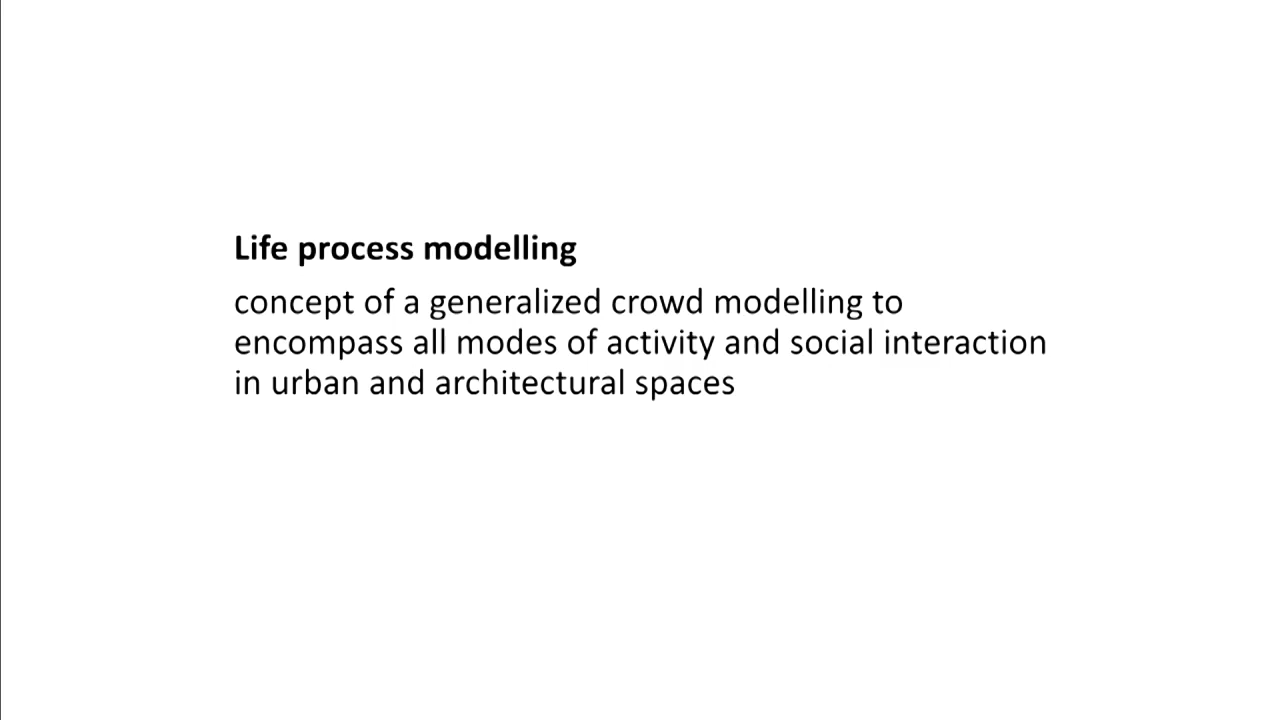 Life process modelling
concept of a generalized crowd modelling to
encompass all modes of activity and social interaction
in urban and architectural spaces